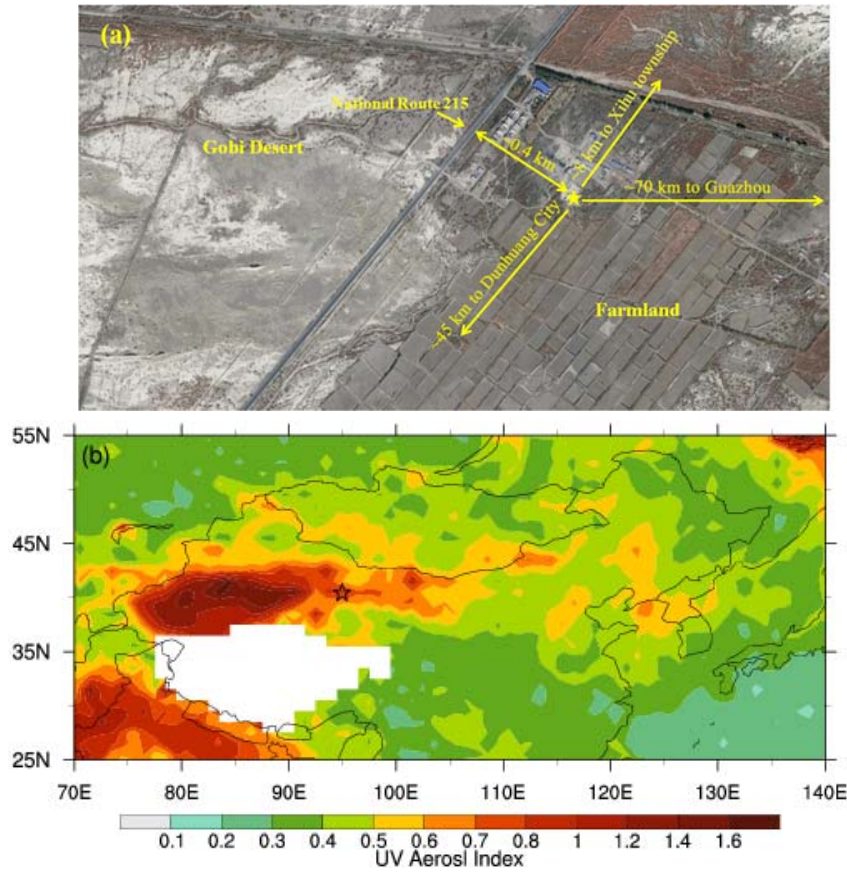 (a)
National Route 215
Gobi Desert
~0.4 km
~8 km to Xihu township
~70 km to Guazhou
~45 km to Dunhuang City
Farmland
(b)
55N
45N
35N
25N
70E 80E 90E 100E 110E 120E 130E 140E
0.1 0.2 0.3 0.4 0.5 0.6 0.7 0.8 1 1.2 1.4 1.6
UV Aerosl Index